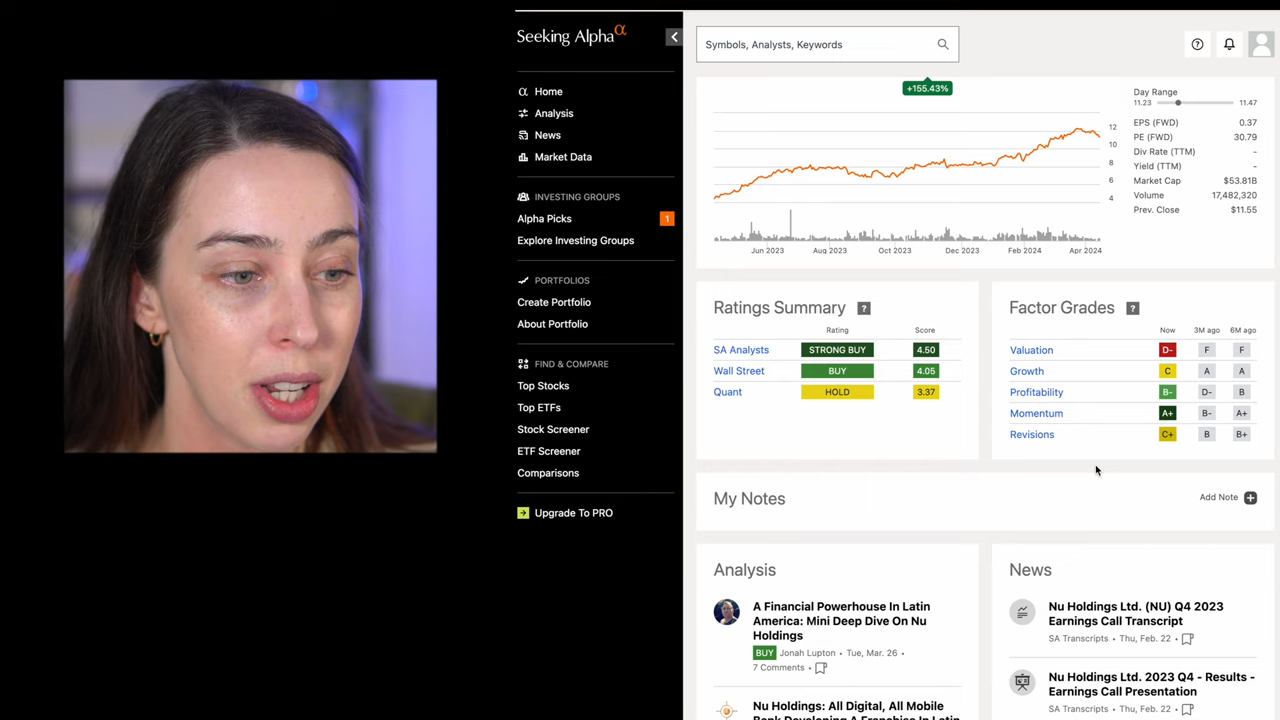 Seeking Alpha α
Home
Analysis
News
Market Data
INVESTING GROUPS
Alpha Picks 1
Explore Investing Groups
PORTFOLIOS
Create Portfolio
About Portfolio
FIND & COMPARE
Top Stocks
Top ETFs
Stock Screener
ETF Screener
Comparisons
Upgrade To PRO
Symbols, Analysts, Keywords
+155.43%
12
10
8
6
4
Jun 2023 Aug 2023 Oct 2023 Dec 2023 Feb 2024 Apr 2024
Day Range
11.23 11.47
EPS (FWD) 0.37
PE (FWD) 30.79
Div Rate (TTM) -
Yield (TTM) -
Market Cap $53.81B
Volume 17,482,320
Prev. Close $11.55
Ratings Summary ?
Rating Score
SA Analysts STRONG BUY 4.50
Wall Street BUY 4.05
Quant HOLD 3.37
Factor Grades ?
Now 3M ago 6M ago
Valuation D- F F
Growth C A A
Profitability B- D- B
Momentum A+ B- A+
Revisions C+ B B+
My Notes
Add Note
Analysis
A Financial Powerhouse In Latin
America: Mini Deep Dive On Nu
Holdings
BUY Jonah Lupton • Tue, Mar. 26 •
7 Comments •
Nu Holdings: All Digital, All Mobile
Bank Developing A Franchise In Latin
News
Nu Holdings Ltd. (NU) Q4 2023
Earnings Call Transcript
SA Transcripts • Thu, Feb. 22 •
Nu Holdings Ltd. 2023 Q4 - Results -
Earnings Call Presentation
SA Transcripts • Thu, Feb. 22 •